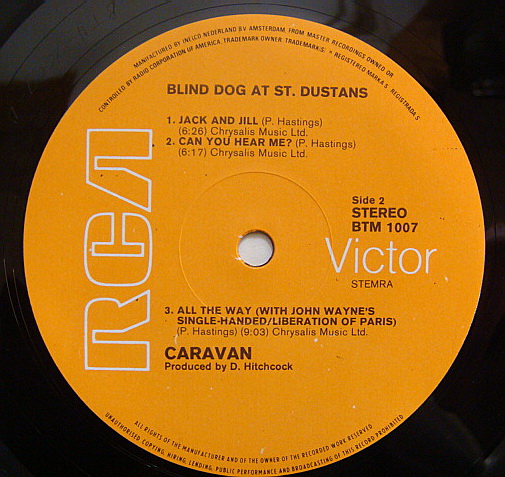 MANUFACTURED BY INELCO NEDERLAND B.V. AMSTERDAM, FROM MASTER RECORDINGS OWNED OR
CONTROLLED BY RADIO CORPORATION OF AMERICA. TRADEMARK OWNER. TRADEMARK(S) ® REGISTERED MARKA S. REGISTRADA S
BLIND DOG AT ST. DUSTANS
1. JACK AND JILL (P. Hastings)
(6:26) Chrysalis Music Ltd.
2. CAN YOU HEAR ME? (P. Hastings)
(6:17) Chrysalis Music Ltd.
RCA
Side 2
STEREO
BTM 1007
Victor
STEMRA
3. ALL THE WAY (WITH JOHN WAYNE'S
SINGLE-HANDED/LIBERATION OF PARIS)
(P. Hastings) (9:03) Chrysalis Music Ltd.
CARAVAN
Produced by D. Hitchcock
ALL RIGHTS OF THE MANUFACTURER AND OF THE OWNER OF THE RECORDED WORK RESERVED
UNAUTHORISED COPYING, HIRING, LENDING, PUBLIC PERFORMANCE AND BROADCASTING OF THIS RECORD PROHIBITED